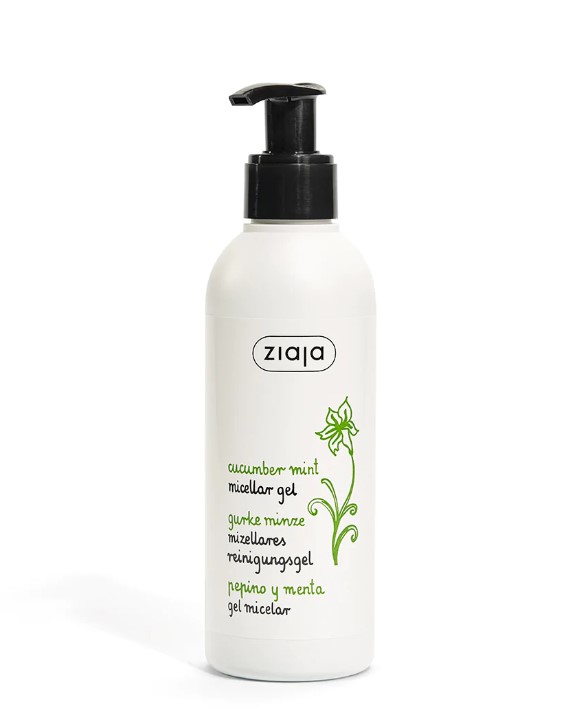 ziaja
cucumber mint
micellar gel
gurke minze
mizellares
reinigungsgel
pepino y menta
gel micelar